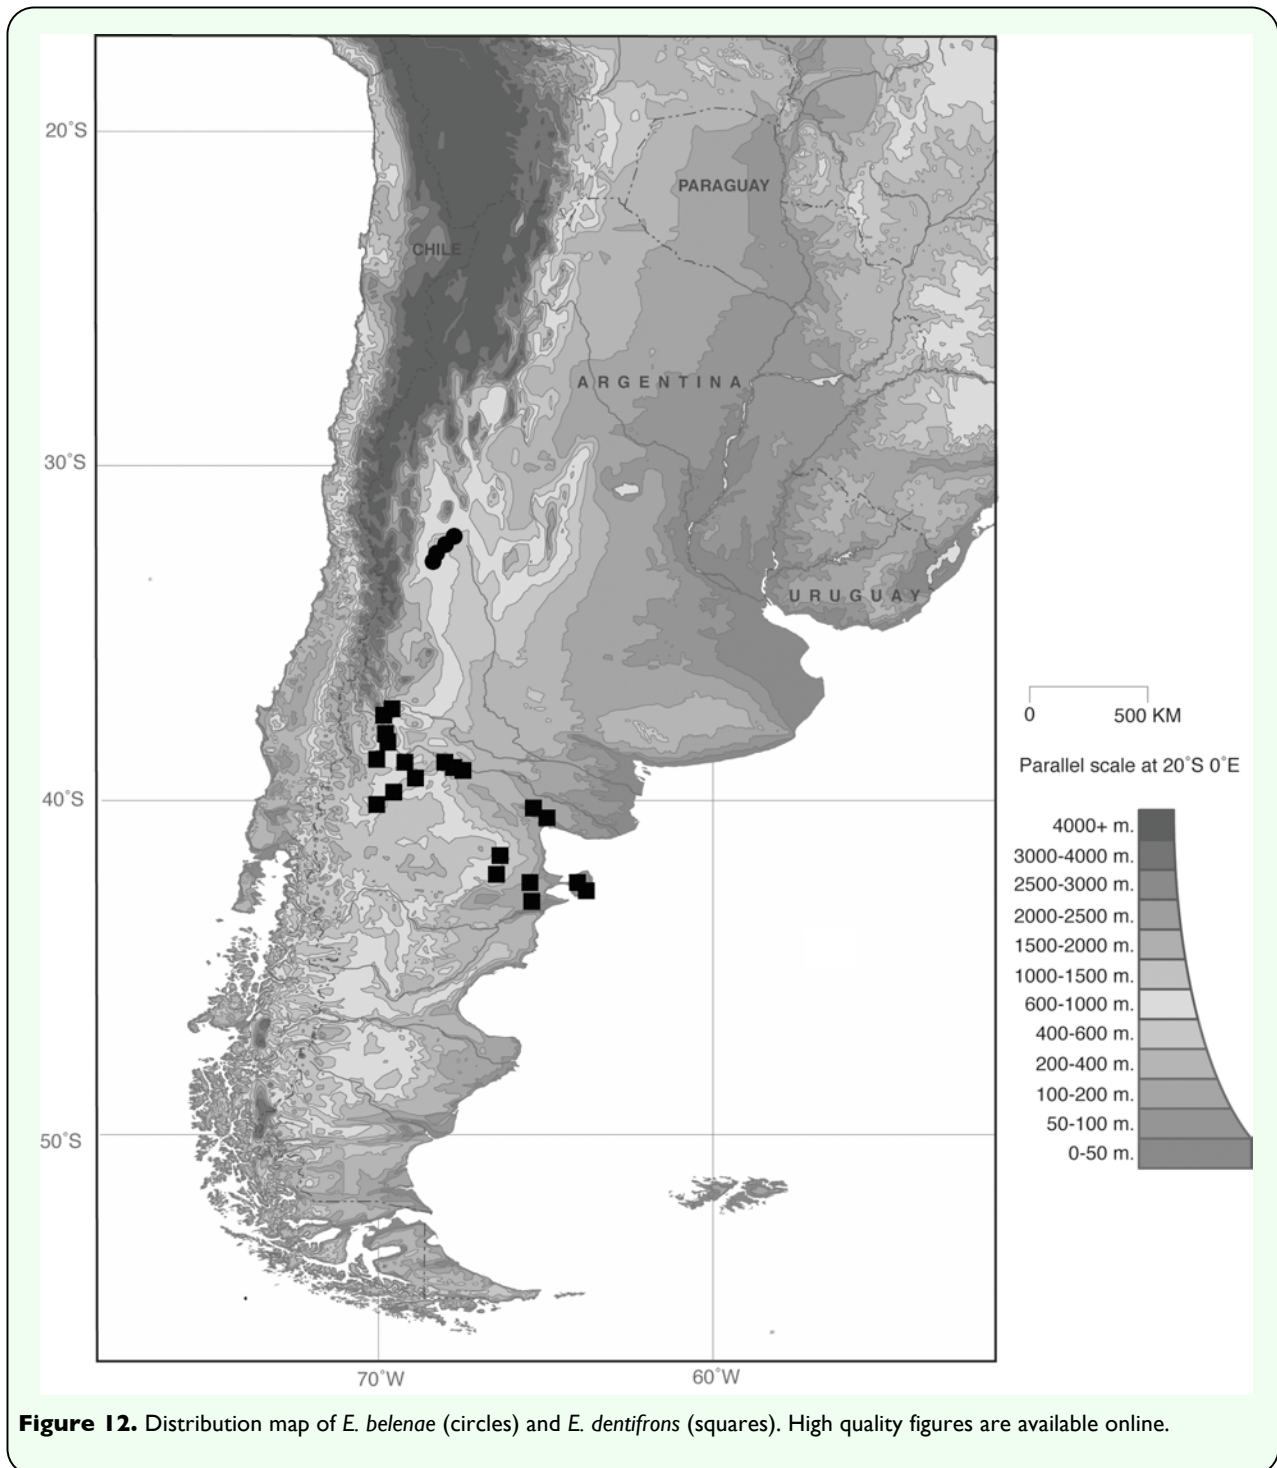 20˚S
PARAGUAY
CHILE
ARGENTINA
30˚S
URUGUAY
0 500 KM
Parallel scale at 20˚S 0˚E
40˚S
4000+ m.
3000-4000 m.
2500-3000 m.
2000-2500 m.
1500-2000 m.
1000-1500 m.
600-1000 m.
400-600 m.
200-400 m.
100-200 m.
50-100 m.
0-50 m.
50˚S
70˚W 60˚W
Figure 12. Distribution map of E. belenae (circles) and E. dentifrons (squares). High quality figures are available online.